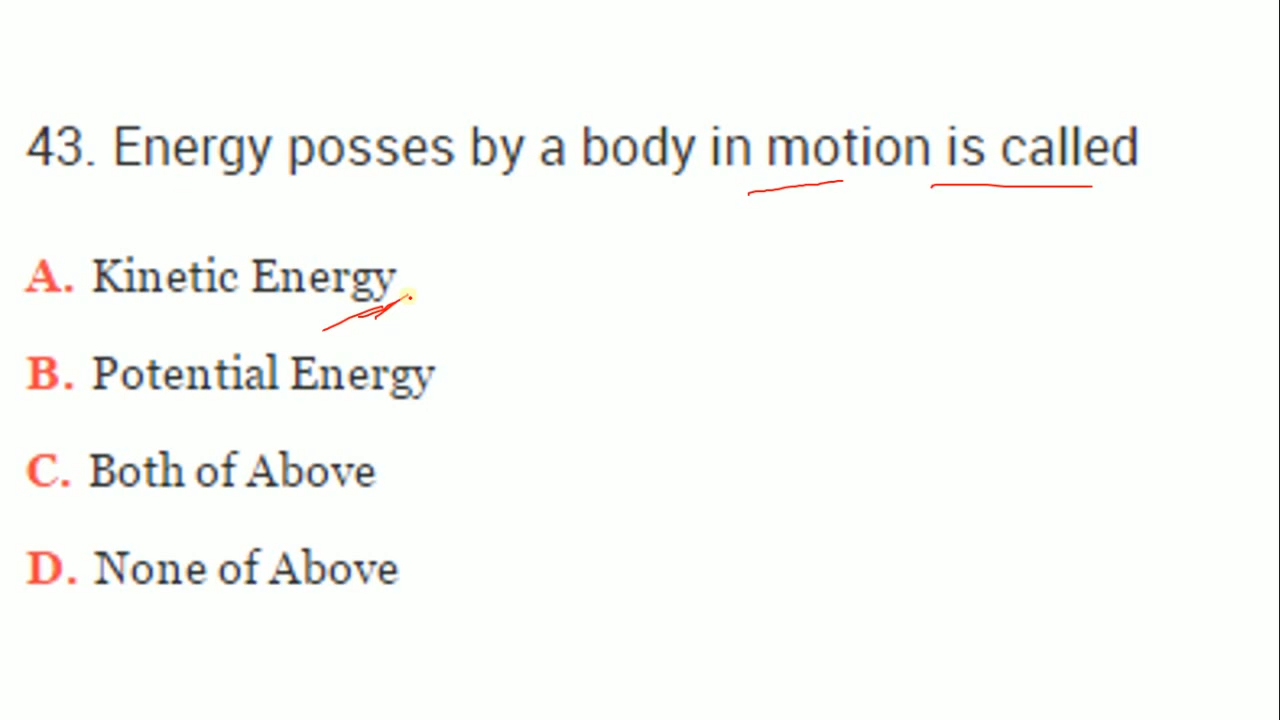 43. Energy posses by a body in motion is called
A. Kinetic Energy
B. Potential Energy
C. Both of Above
D. None of Above